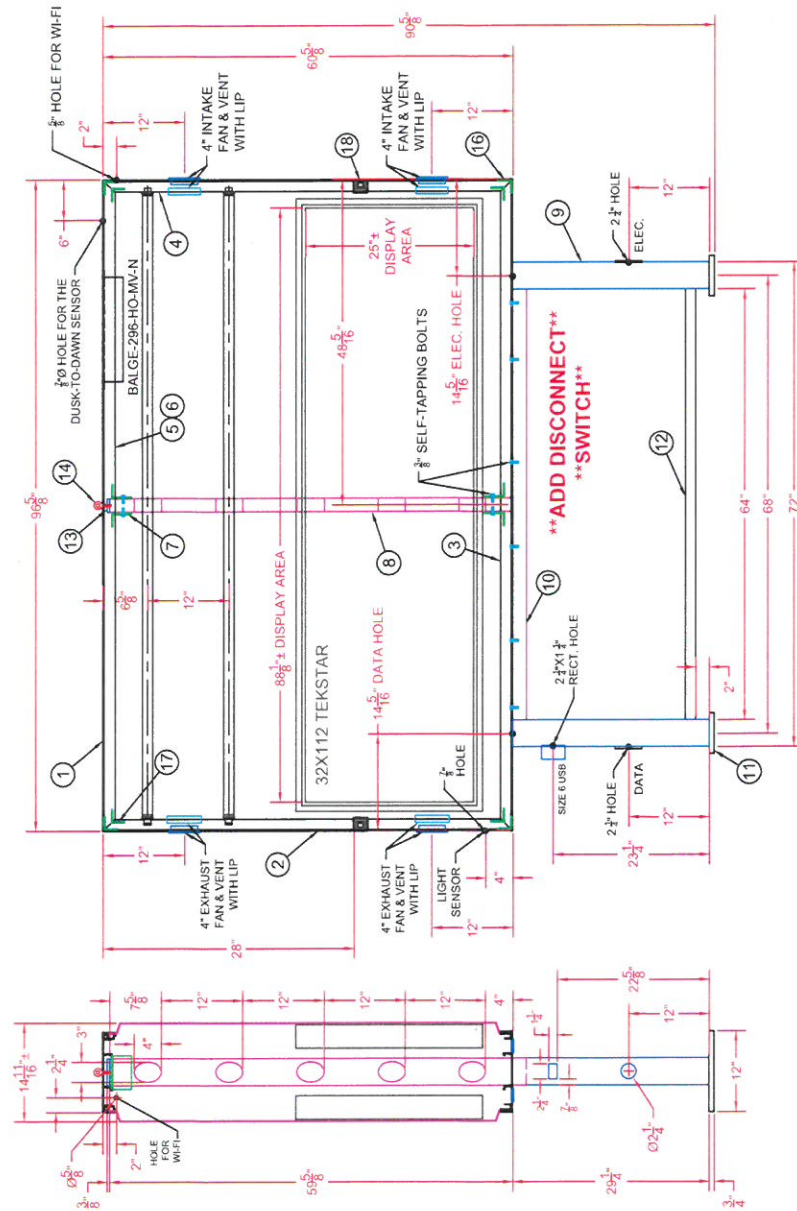 96 5/8"
6"
5/8" HOLE FOR WI-FI
2"
12"
60 5/8"
90 5/8"
7/8"Ø HOLE FOR THE
DUSK-TO-DAWN SENSOR
BALGE-296-HO-MV-N
1
13
14
5
6
7
17
4
6 5/8"
12"
4" INTAKE
FAN & VENT
WITH LIP
12"
4" EXHAUST
FAN & VENT
WITH LIP
28"
2
18
88 1/8"± DISPLAY AREA
25"±
DISPLAY
AREA
48 5/16"
32X112 TEKSTAR
8
14 5/16" DATA HOLE
14 5/16" ELEC. HOLE
3/8" SELF-TAPPING BOLTS
4" INTAKE
FAN & VENT
WITH LIP
12"
4" EXHAUST
FAN & VENT
WITH LIP
12"
LIGHT
SENSOR
4"
7/8"
HOLE
3
16
10
**ADD DISCONNECT**
**SWITCH**
9
2 1/4" HOLE
ELEC.
12"
SIZE 6 USB
2 1/4"X1 1/4"
RECT. HOLE
2 1/4" HOLE
DATA
12"
23 1/4"
2"
11
12
64"
68"
72"
14 11/16"±
2 1/4"
3"
Ø 5/8"
3/8"
2"
HOLE
FOR
WI-FI
4"
7 5/8"
12"
12"
12"
12"
4"
59 5/8"
29 1/4"
3/4"
1 1/4"
2 1/4"
7/8"
Ø2 1/4"
22 5/8"
12"
12"